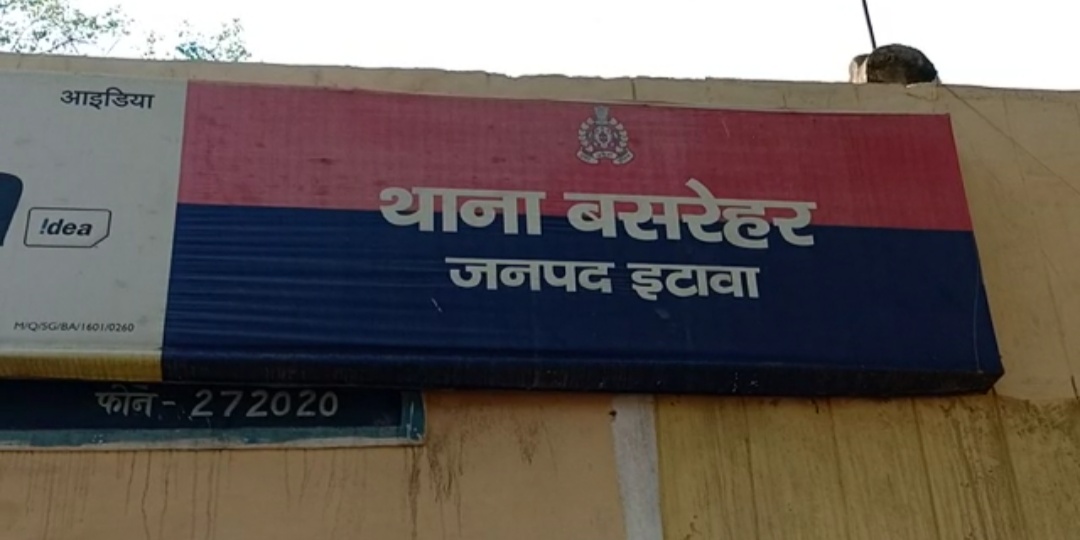 आइडिया
!dea
M/Q/SG/BA/1601/0260
थाना बसरेहर
जनपद इटावा
फोन - 272020